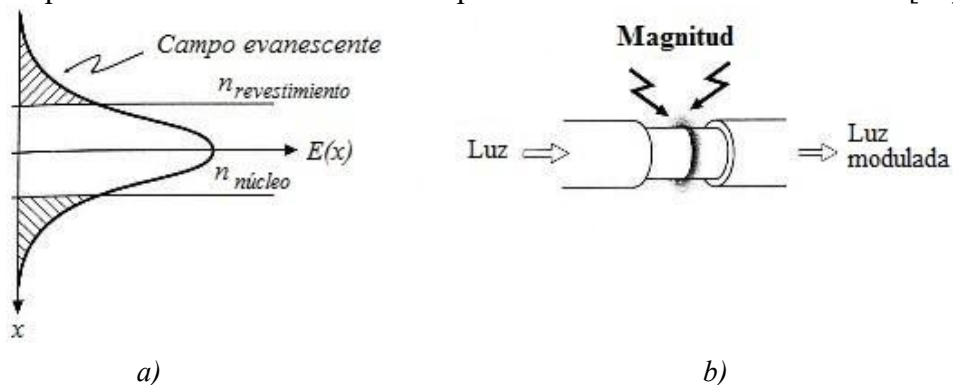 Campo evanescente
n revestimiento
E(x)
n núcleo
x
a)
Magnitud
Luz
Luz
modulada
b)